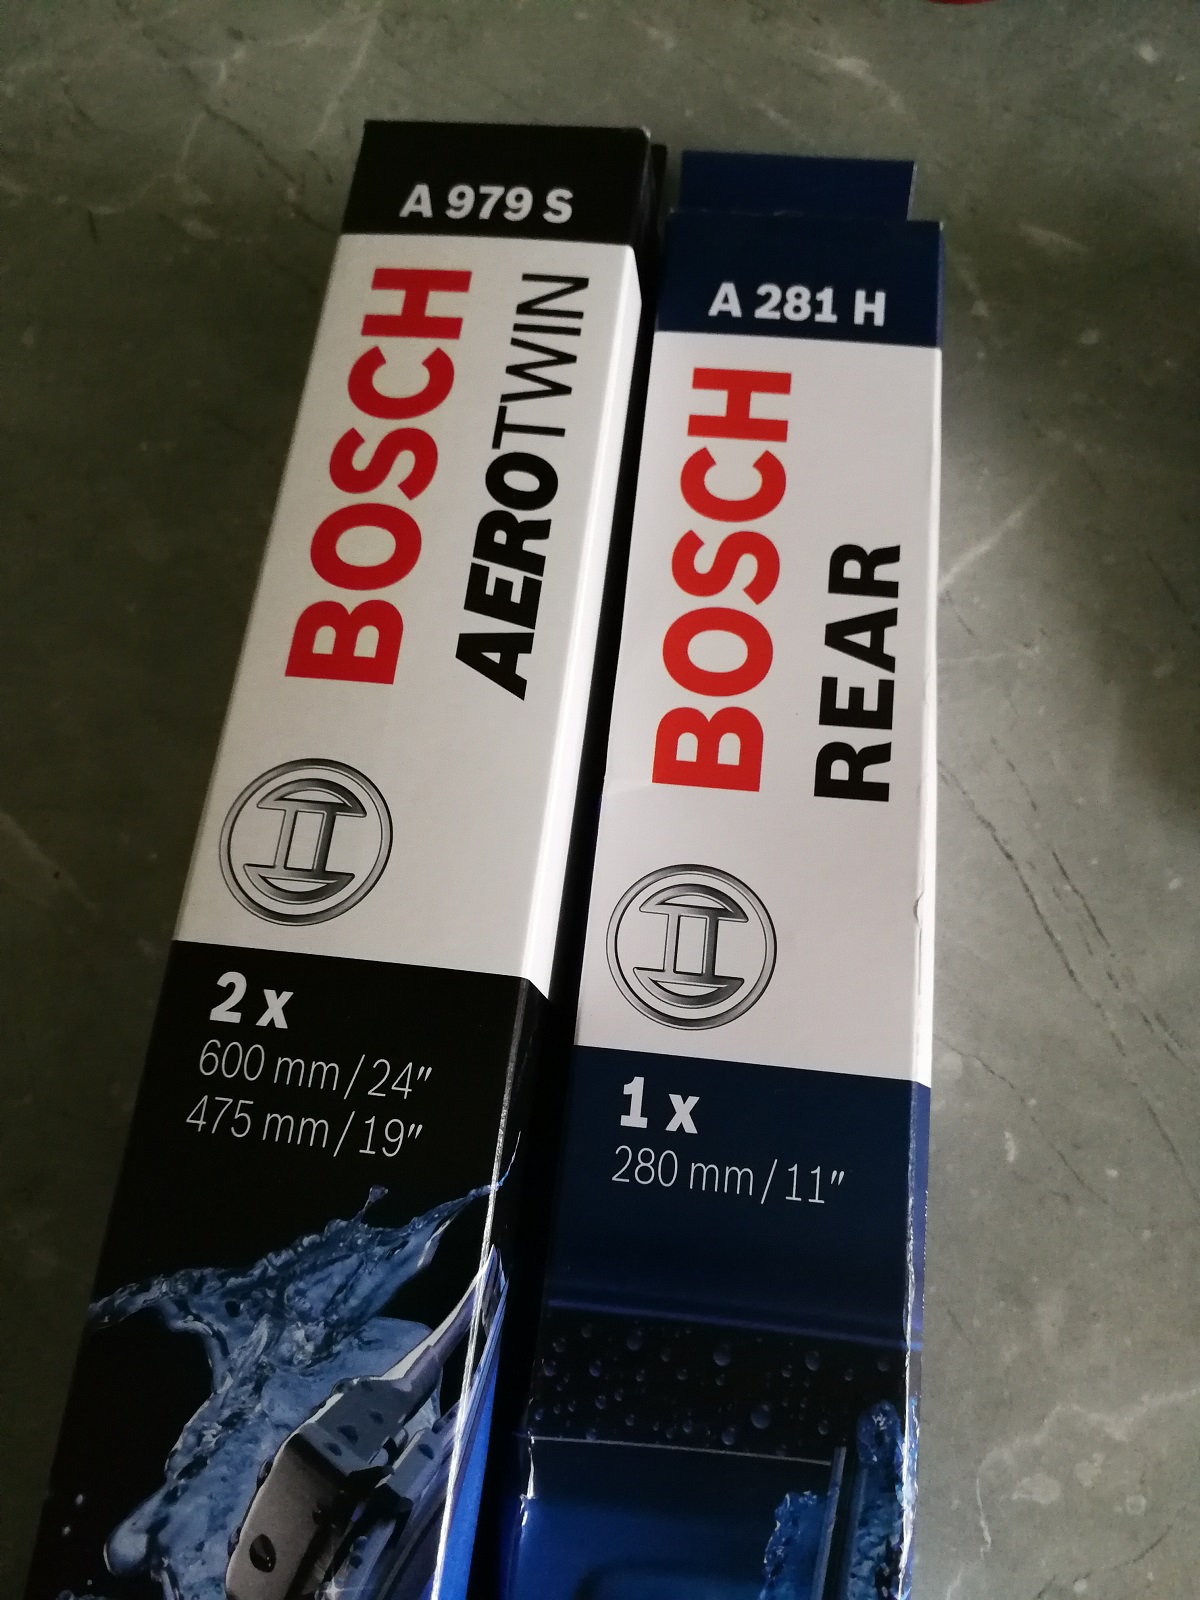 A 979 S
BOSCH
AEROTWIN
2 x
600 mm / 24"
475 mm / 19"
A 281 H
BOSCH
REAR
1 x
280 mm / 11"